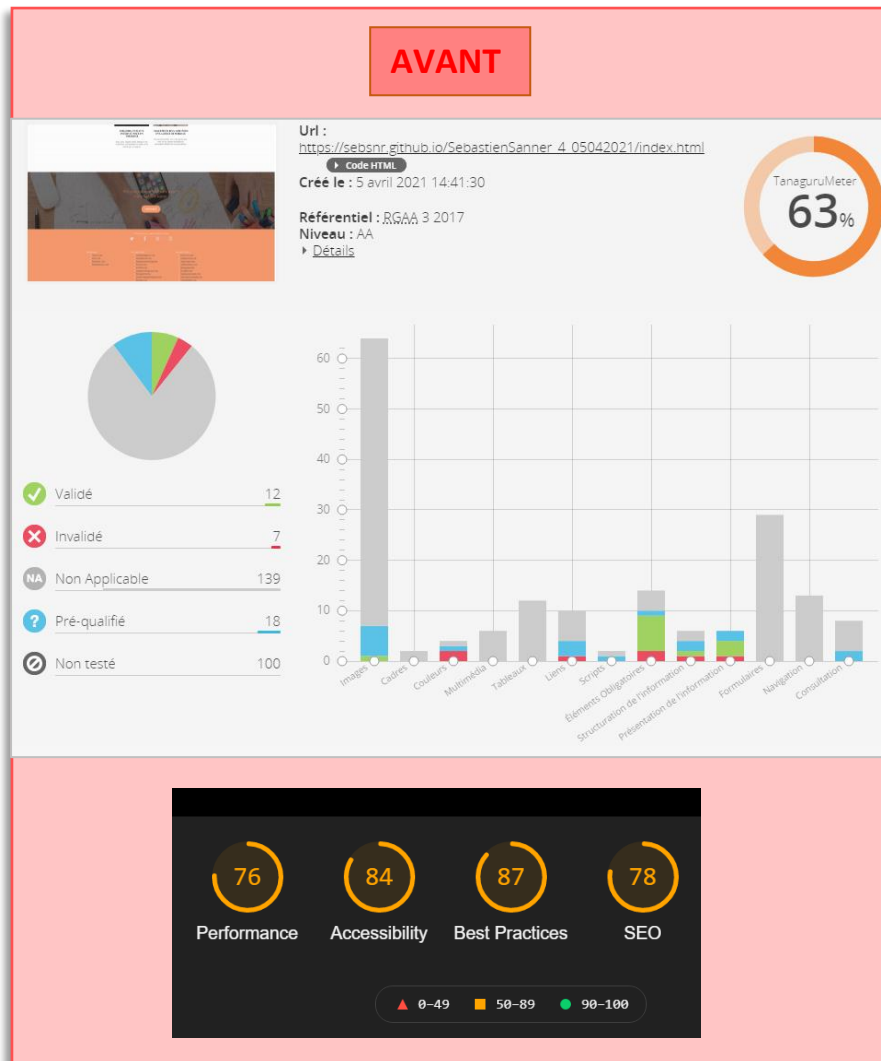 AVANT
Url :
https://sebsnr.github.io/SebastienSanner_4_05042021/index.html
Code HTML
Créé le : 5 avril 2021 14:41:30
Référentiel : RGAA 3 2017
Niveau : AA
Détails
TanaguruMeter
63%
Validé 12
Invalidé 7
NA Non Applicable 139
? Pré-qualifié 18
Non testé 100
60
50
40
30
20
10
0
Images
Cadres
Couleurs
Multimédia
Tableaux
Liens
Scripts
Éléments Obligatoires
Structuration de l'information
Présentation de l'information
Formulaires
Navigation
Consultation
76 84 87 78
Performance Accessibility Best Practices SEO
0-49 50-89 90-100